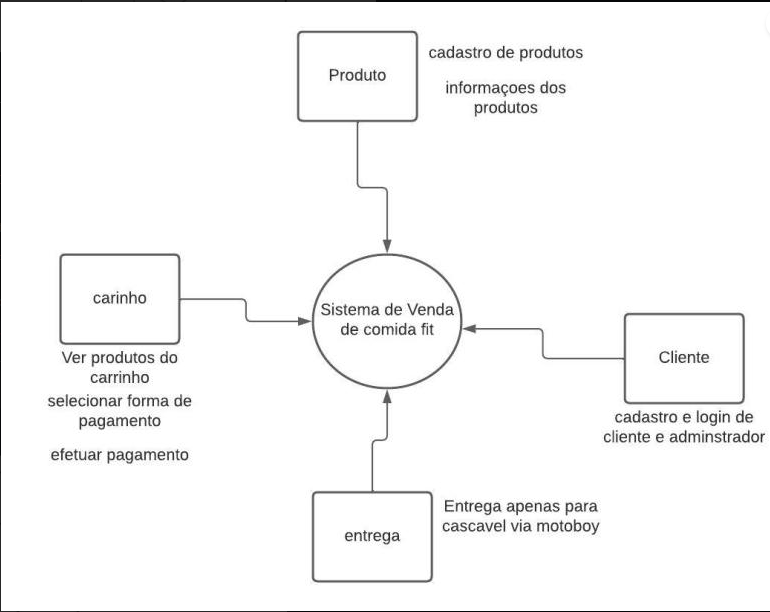 Produto
cadastro de produtos
informaçoes dos
produtos
carinho
Ver produtos do
carrinho
selecionar forma de
pagamento
efetuar pagamento
Sistema de Venda
de comida fit
Cliente
cadastro e login de
cliente e adminstrador
entrega
Entrega apenas para
cascavel via motoboy